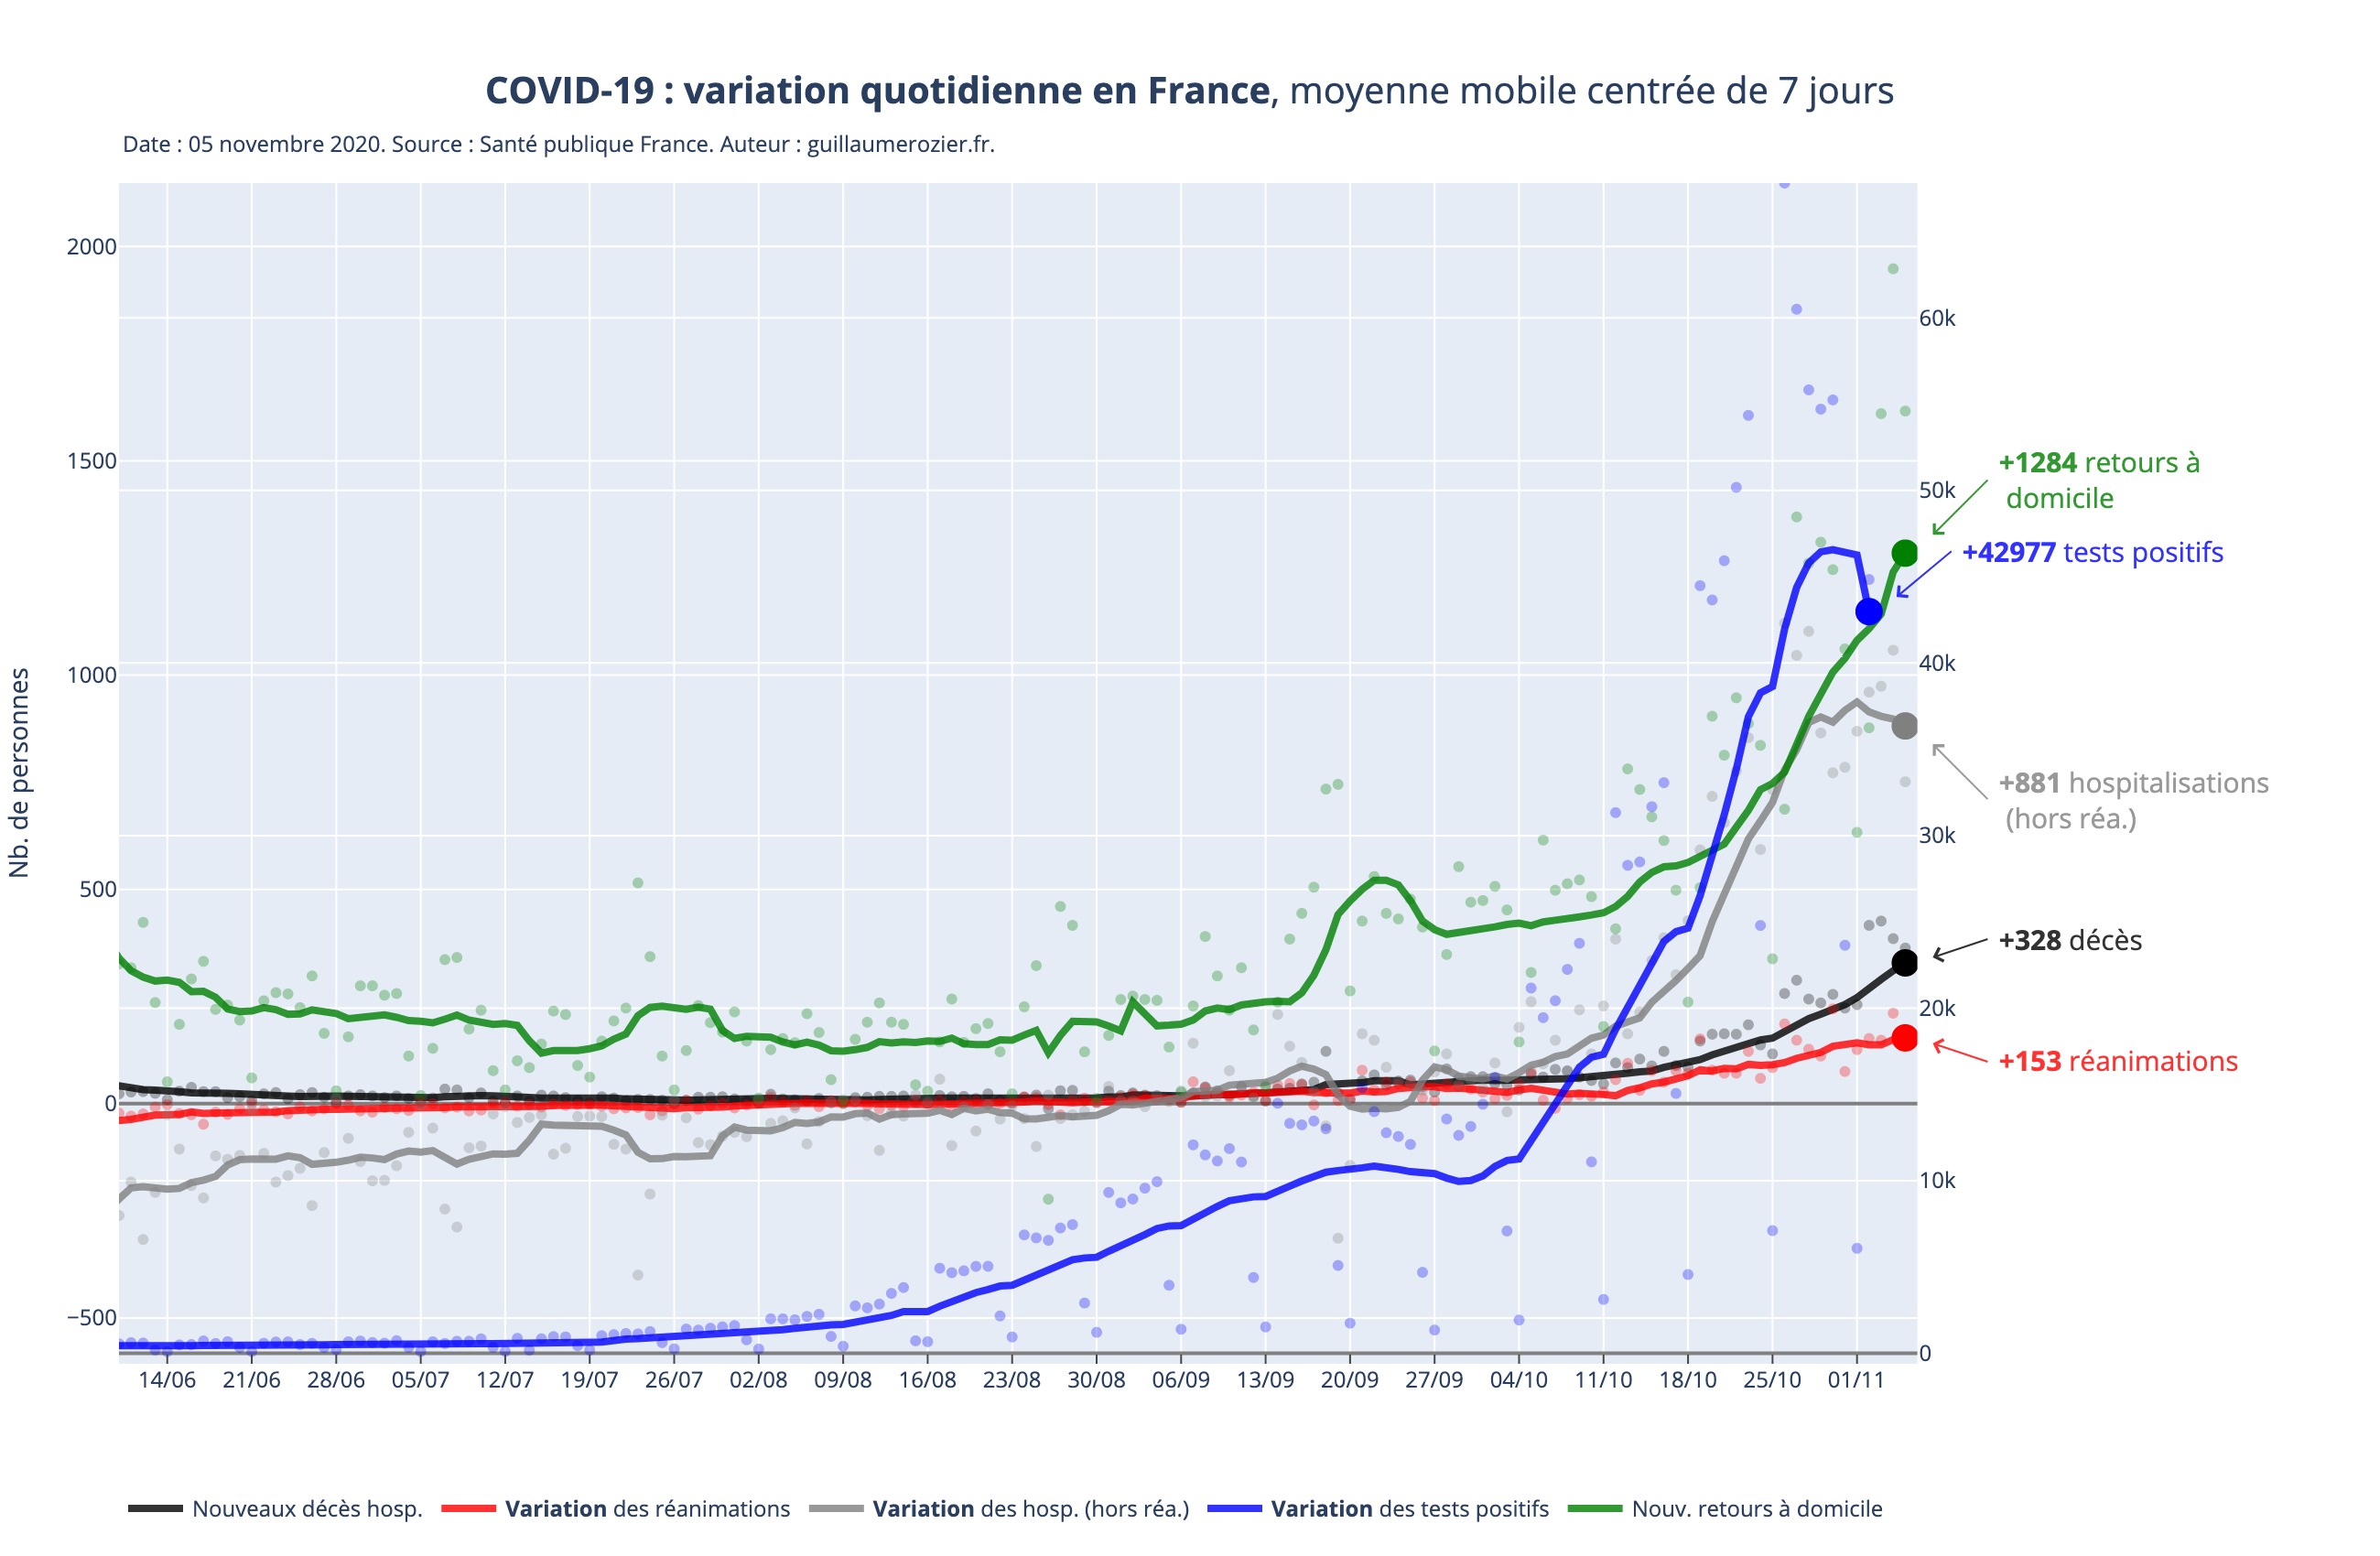 COVID-19 : variation quotidienne en France, moyenne mobile centrée de 7 jours
Date : 05 novembre 2020. Source : Santé publique France. Auteur : guillaumerozier.fr.
Nb. de personnes
2000
1500
1000
500
0
−500
60k
50k
40k
30k
20k
10k
0
+1284 retours à
domicile
+42977 tests positifs
+881 hospitalisations
(hors réa.)
+328 décès
+153 réanimations
14/06 21/06 28/06 05/07 12/07 19/07 26/07 02/08 09/08 16/08 23/08 30/08 06/09 13/09 20/09 27/09 04/10 11/10 18/10 25/10 01/11
Nouveaux décès hosp. Variation des réanimations Variation des hosp. (hors réa.) Variation des tests positifs Nouv. retours à domicile